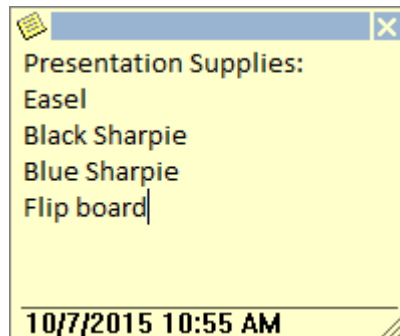 Presentation Supplies:
Easel
Black Sharpie
Blue Sharpie
Flip board
10/7/2015 10:55 AM